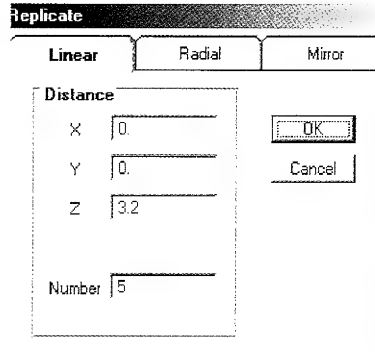 Replicate
Linear Radial Mirror
Distance
X 0.
OK
Y 0.
Cancel
Z 3.2
Number 5